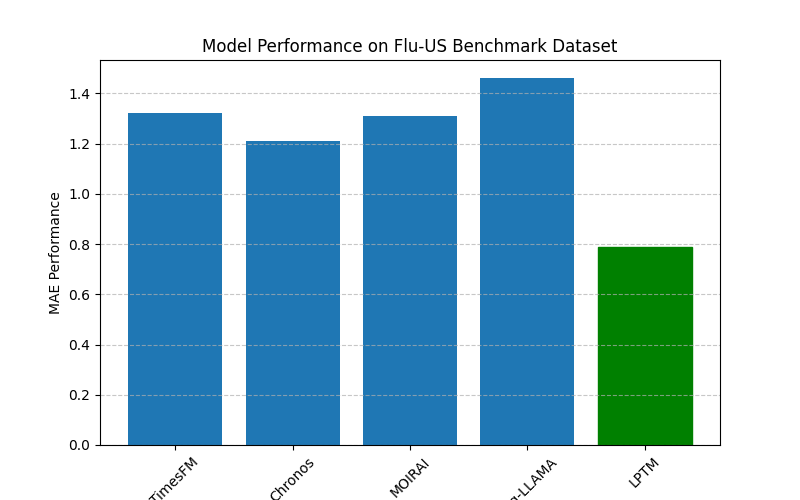 Model Performance on Flu-US Benchmark Dataset
MAE Performance
1.4
1.2
1.0
0.8
0.6
0.4
0.2
0.0
TimesFM
Chronos
MOIRAI
-LLAMA
LPTM